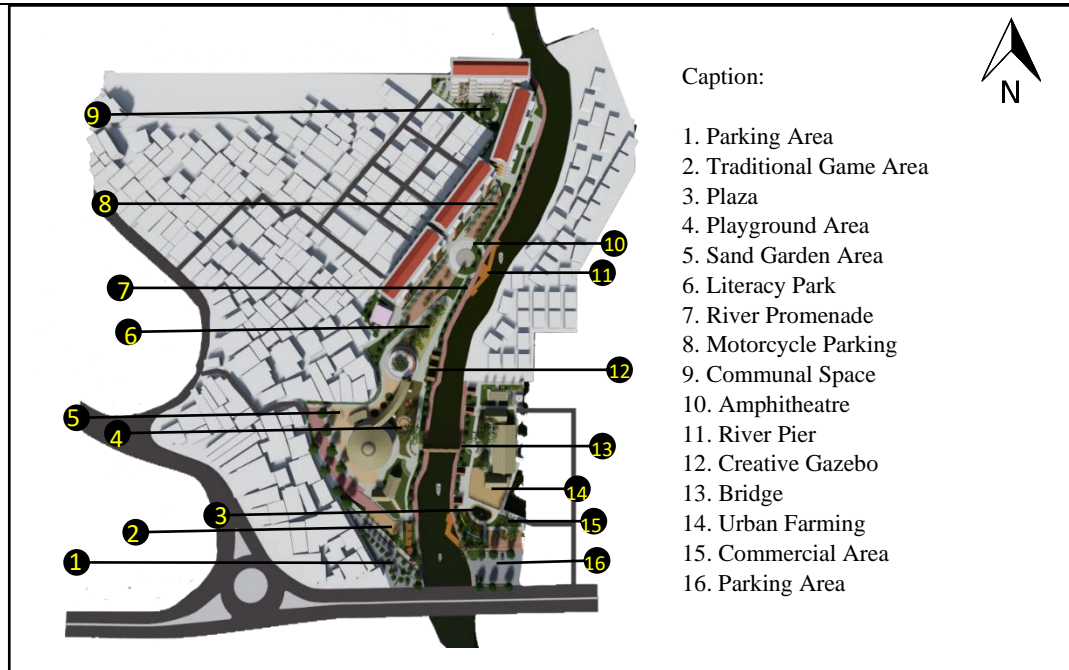 N
Caption:
1. Parking Area
2. Traditional Game Area
3. Plaza
4. Playground Area
5. Sand Garden Area
6. Literacy Park
7. River Promenade
8. Motorcycle Parking
9. Communal Space
10. Amphitheatre
11. River Pier
12. Creative Gazebo
13. Bridge
14. Urban Farming
15. Commercial Area
16. Parking Area
9
8
10
11
7
6
12
5
4
13
14
3
15
2
1
16